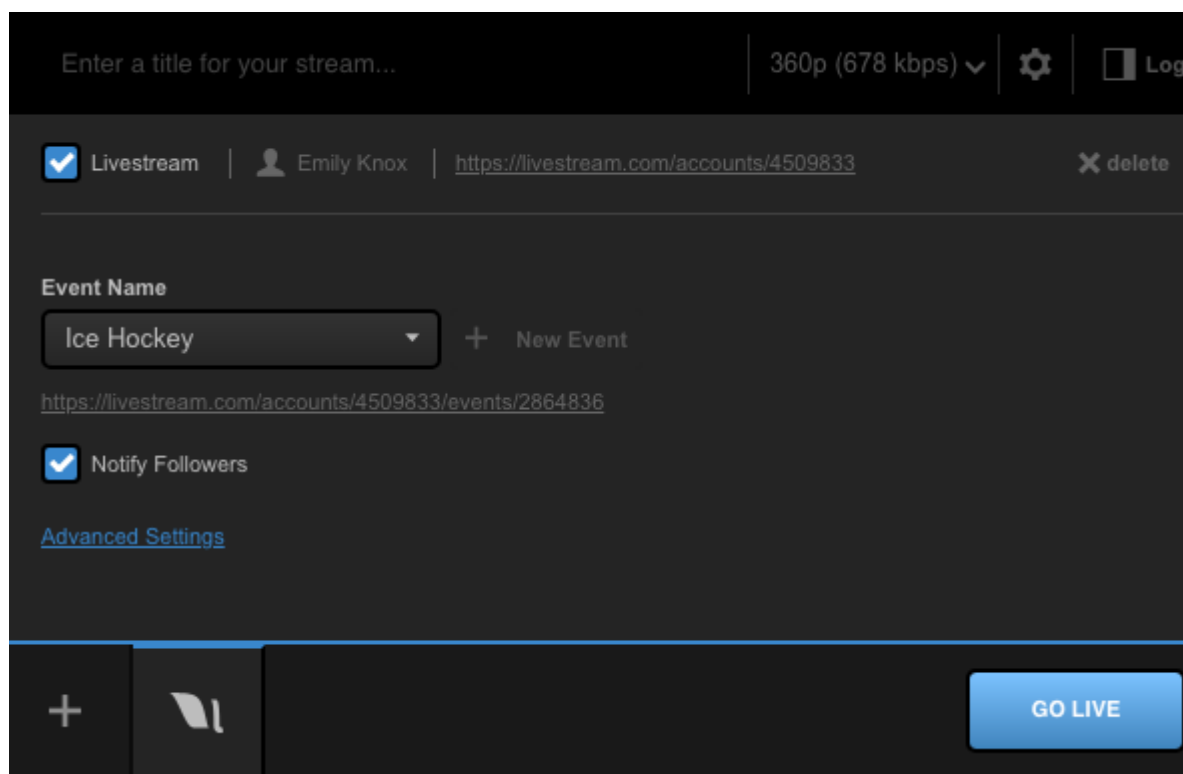 Enter a title for your stream... 360p (678 kbps) Log
Livestream | Emily Knox | https://livestream.com/accounts/4509833 delete
Event Name
Ice Hockey + New Event
https://livestream.com/accounts/4509833/events/2864836
Notify Followers
Advanced Settings
+ GO LIVE